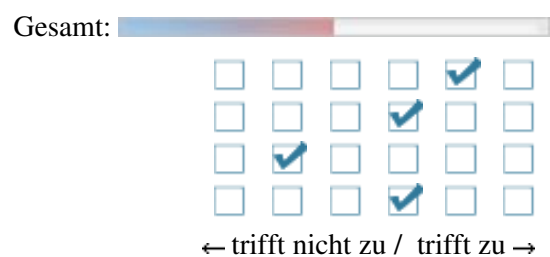 Gesamt:
← trifft nicht zu / trifft zu →